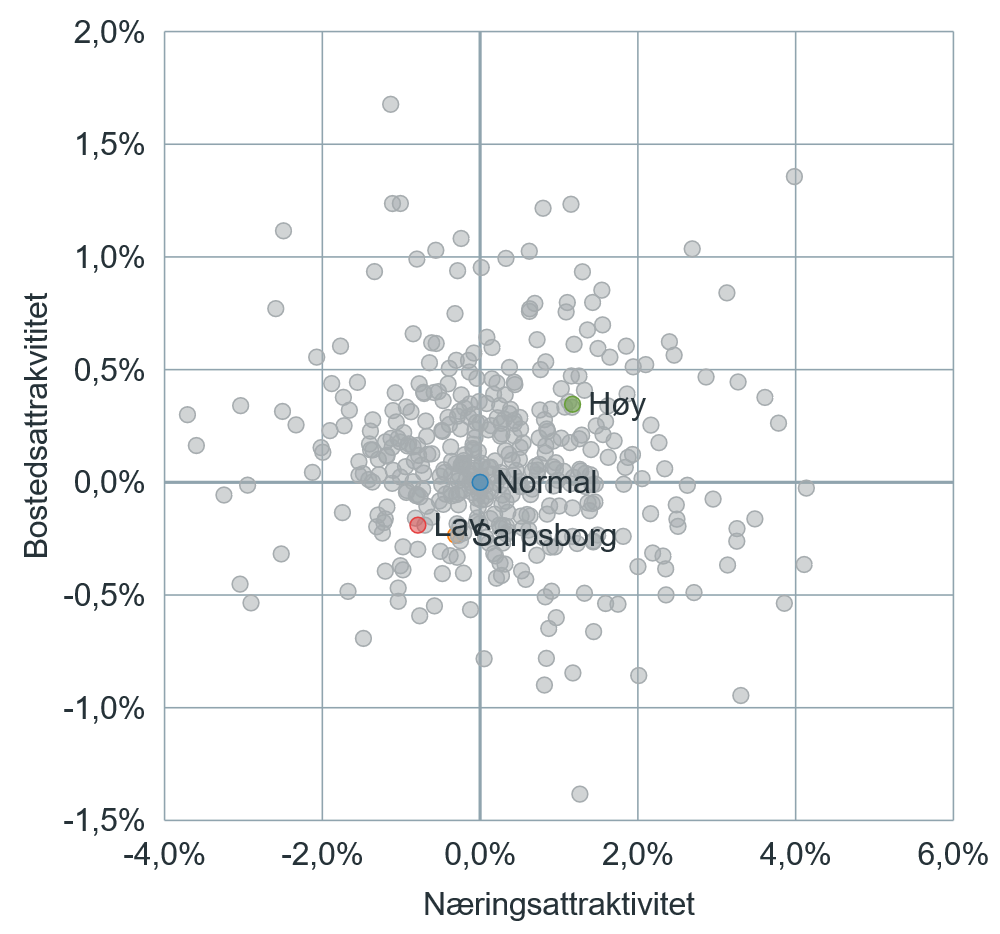 2,0%
1,5%
1,0%
0,5%
0,0%
-0,5%
-1,0%
-1,5%
Bostedsattrakvititet
Høy
Normal
Lav
Sarpsborg
-4,0%
-2,0%
0,0%
2,0%
4,0%
6,0%
Næringsattraktivitet